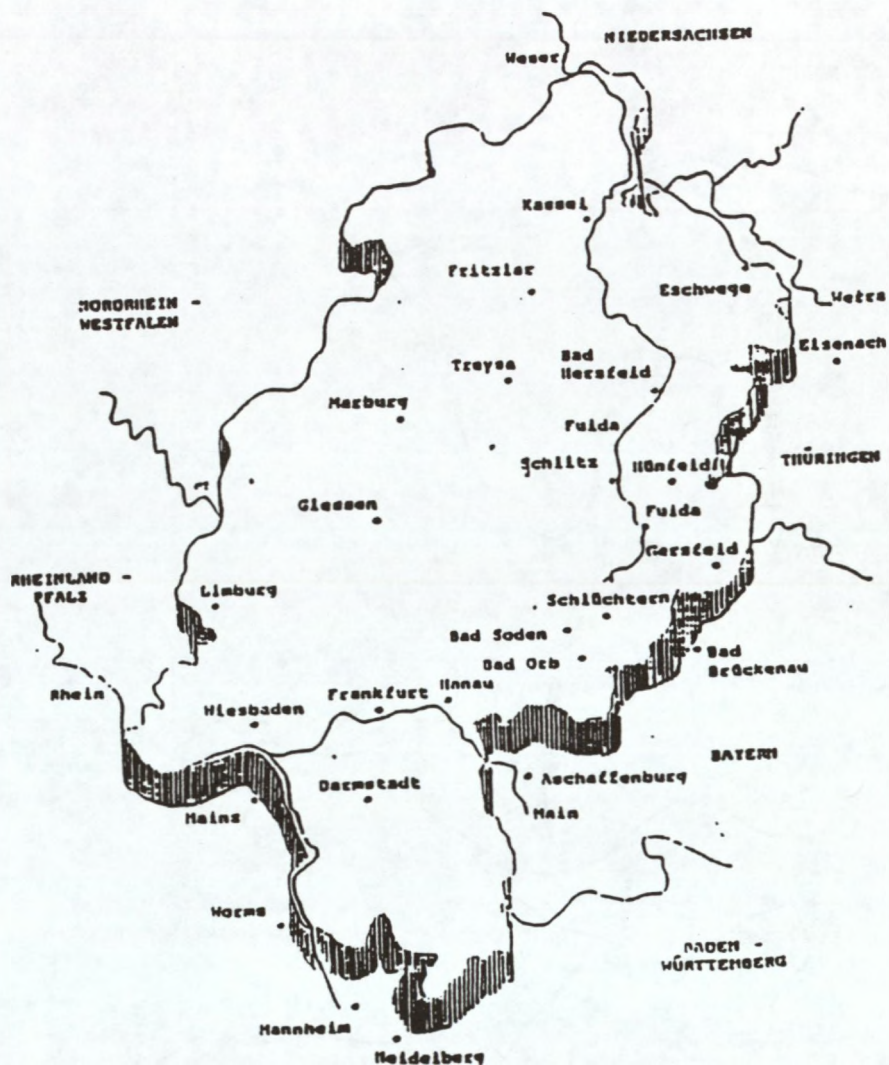 NIEDERSACHSEN
Weser
Kassel
Fritzlar
Eschwege
NORDRHEIN -
WESTFALEN
Werra
Eisenach
Treysa
Bad
Hersfeld
Marburg
Fulda
THÜRINGEN
Schlitz
Hünfeld
Giessen
Fulda
Gersfeld
RHEINLAND -
PFALZ
Limburg
Schlüchtern
Bad Soden
Bad Orb
Bad
Brückenau
Rhein
Wiesbaden
Frankfurt
Hanau
BAYERN
Darmstadt
Aschaffenburg
Mainz
Main
Worms
BADEN -
WÜRTTEMBERG
Mannheim
Heidelberg